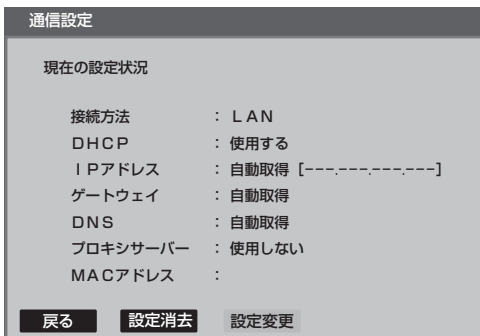 通信設定
現在の設定状況
接続方法 : LAN
DHCP : 使用する
IPアドレス : 自動取得 [---.---.---.---]
ゲートウェイ : 自動取得
DNS : 自動取得
プロキシサーバー : 使用しない
MACアドレス :
戻る 設定消去 設定変更